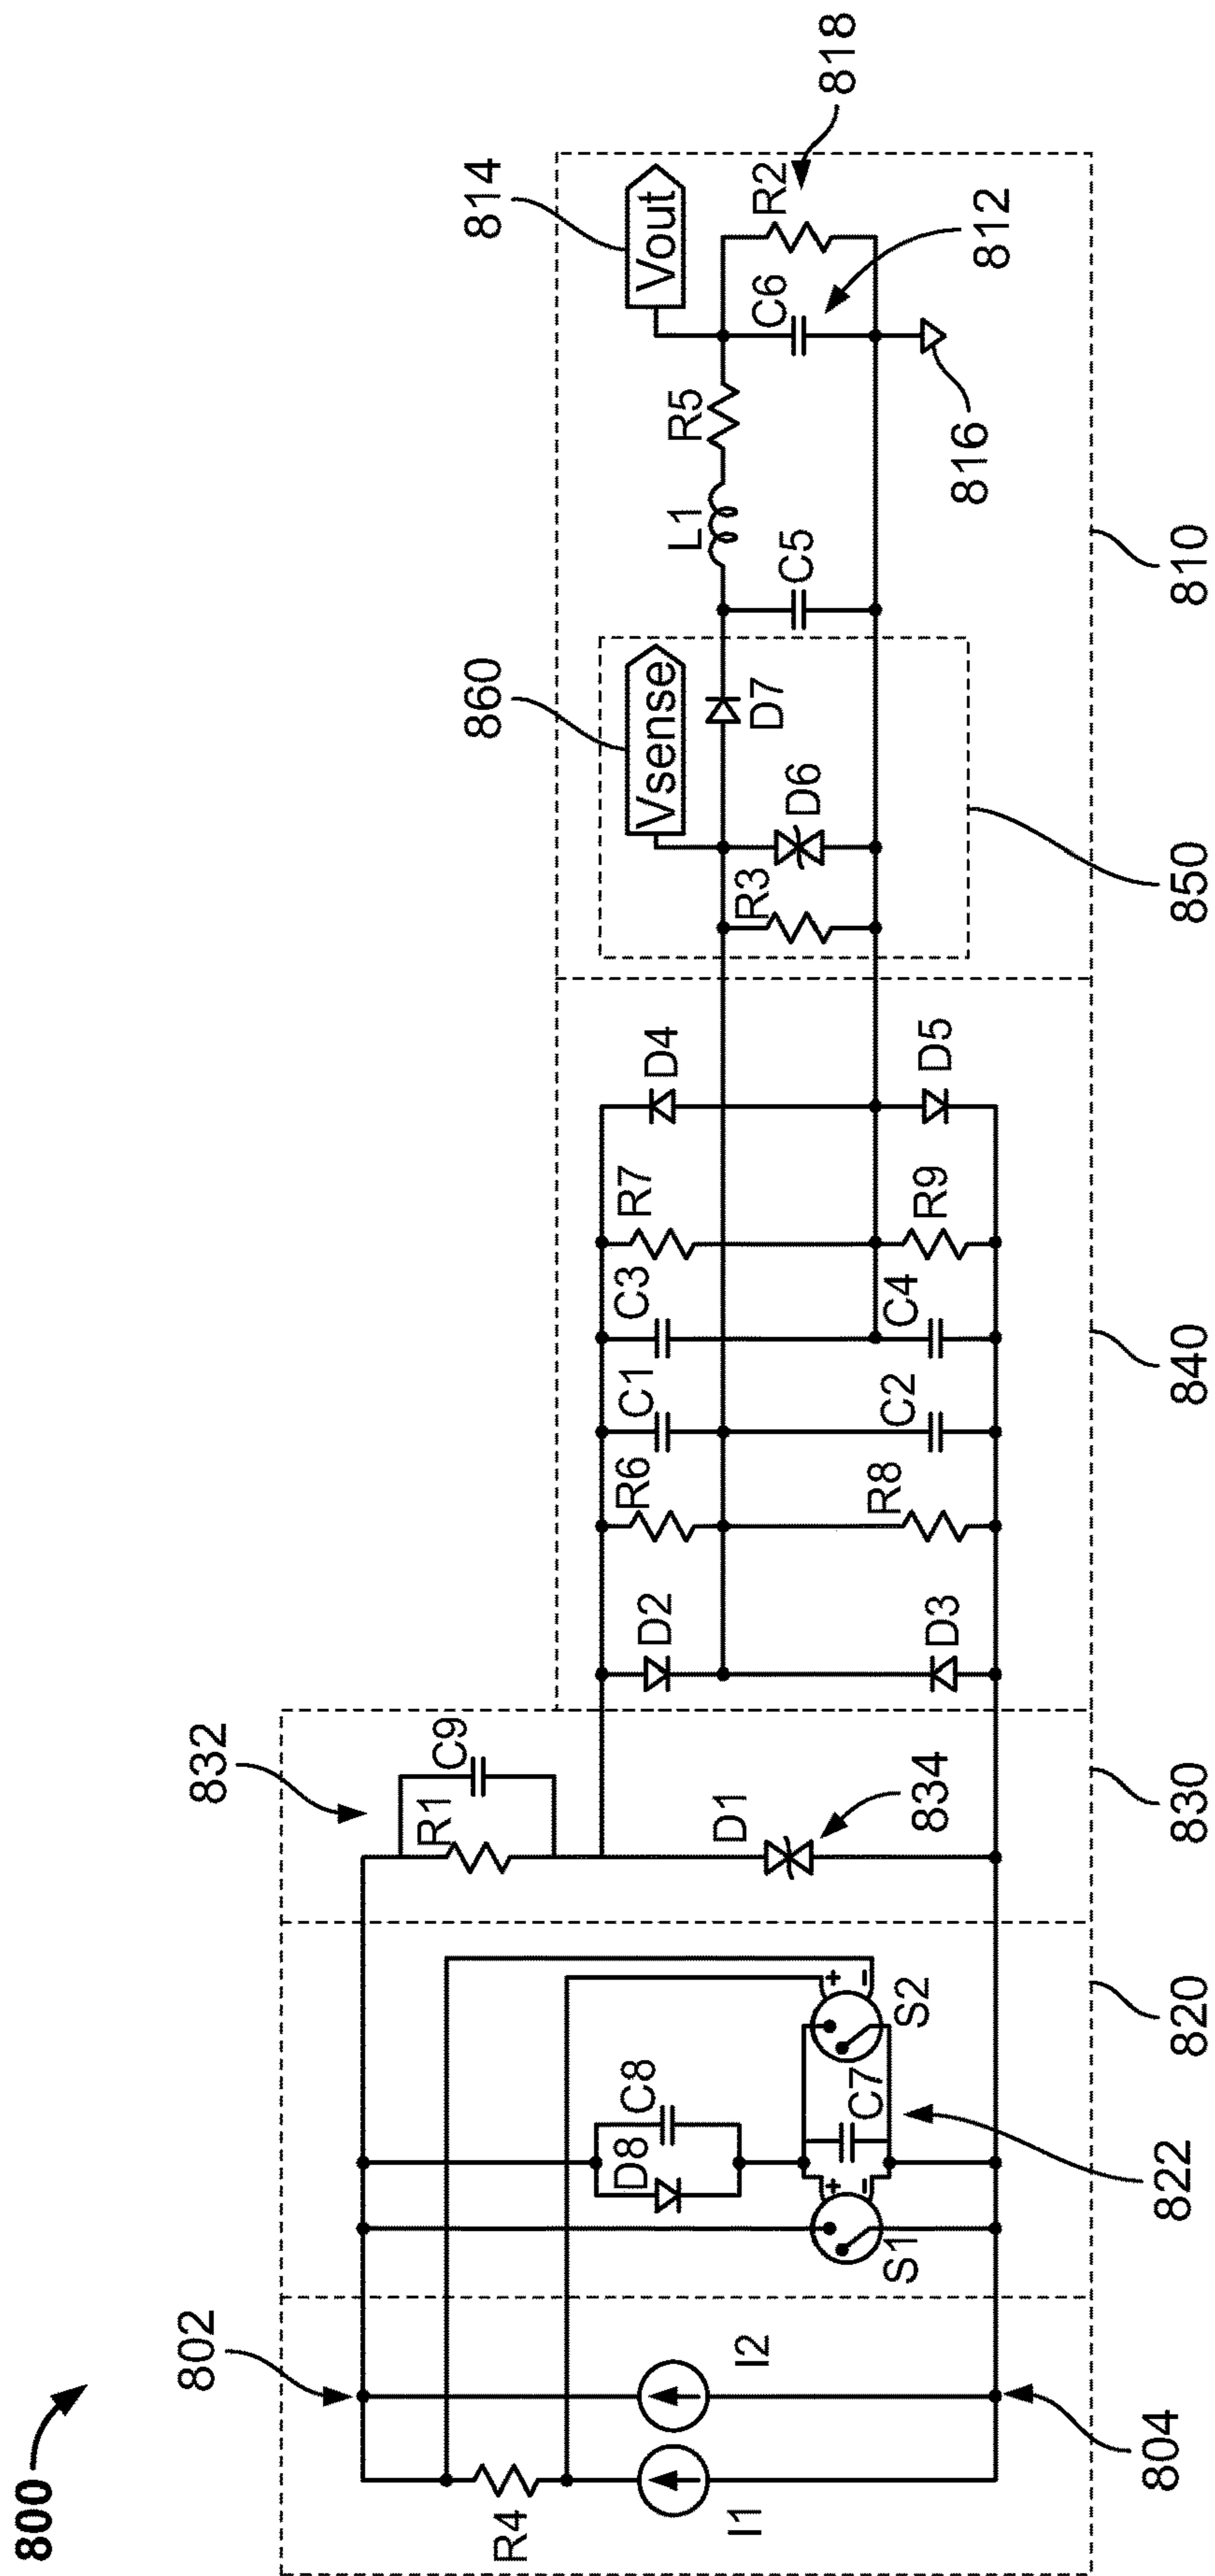 800
802
832
R4
I1
I2
804
D8
C8
S1
C7
S2
822
820
R1
C9
D1
834
830
D2
R6
C1
C3
R7
D4
D3
R8
C2
C4
R9
D5
840
860
Vsense
R3
D6
D7
850
814
Vout
L1
R5
C5
C6
R2
818
812
816
810